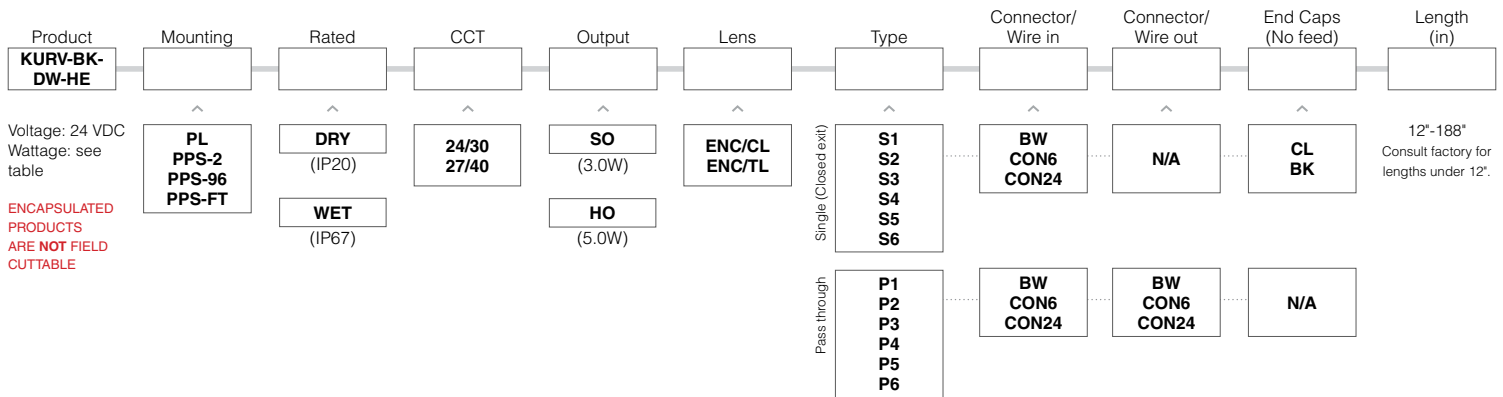 Product
Mounting
Rated
CCT
Output
Lens
Type
Connector/
Wire in
Connector/
Wire out
End Caps
(No feed)
Length
(in)
KURV-BK-
DW-HE
Voltage: 24 VDC
Wattage: see
table
ENCAPSULATED
PRODUCTS
ARE NOT FIELD
CUTTABLE
PL
PPS-2
PPS-96
PPS-FT
DRY
(IP20)
WET
(IP67)
24/30
27/40
SO
(3.0W)
HO
(5.0W)
ENC/CL
ENC/TL
Single (Closed exit)
S1
S2
S3
S4
S5
S6
BW
CON6
CON24
N/A
CL
BK
12"-188"
Consult factory for
lengths under 12".
Pass through
P1
P2
P3
P4
P5
P6
BW
CON6
CON24
BW
CON6
CON24
N/A